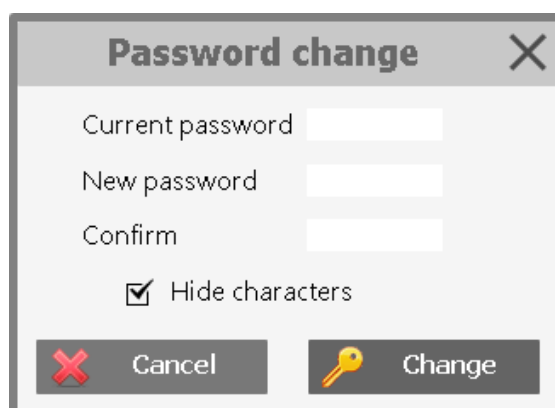 Password change
Current password
New password
Confirm
Hide characters
Cancel Change